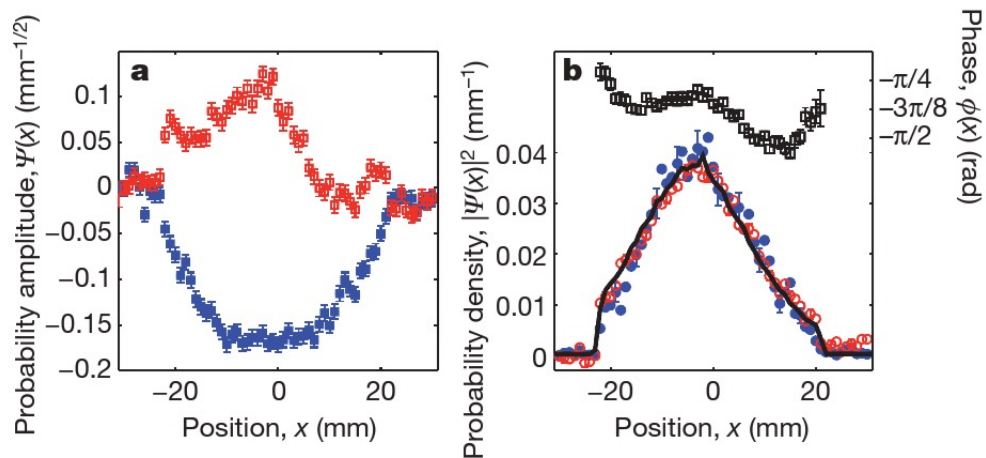 a
Probability amplitude, Ψ(x) (mm−1/2)
0.1
0.05
0
−0.05
−0.1
−0.15
−0.2
−20
0
20
Position, x (mm)
b
Probability density, |Ψ(x)|2 (mm−1)
0.04
0.03
0.02
0.01
0
−20
0
20
Position, x (mm)
−π/4
−3π/8
−π/2
Phase, ϕ(x) (rad)